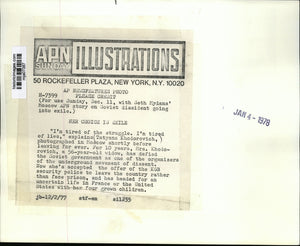 APN
SUNDAY
ILLUSTRATIONS
50 ROCKEFELLER PLAZA, NEW YORK, N.Y. 10020
AP NEWSFEATURES PHOTO
PLEASE CREDIT
(For use Sunday, Dec. 11, with Seth Mydans'
Moscow APN story on Soviet dissident going
into exile.)
HER CHOICE IS EXILE
"I'm tired of the struggle. I'm tired
of lies," explains Tatyana Khodorovich,
photographed in Moscow shortly before
leaving for ever. For 10 years, Mrs. Khodo-
rovich, a 56-year-old widow, has defied
the Soviet government as one of the organizers
of the underground movement of dissent.
Now she's accepted the offer of the KGB
security police to leave the country rather
than face prison, and has headed for an
uncertain life in France or the United
States with her four grown children.
jb-12/2/77 stf-mm
JAN 4 - 1978